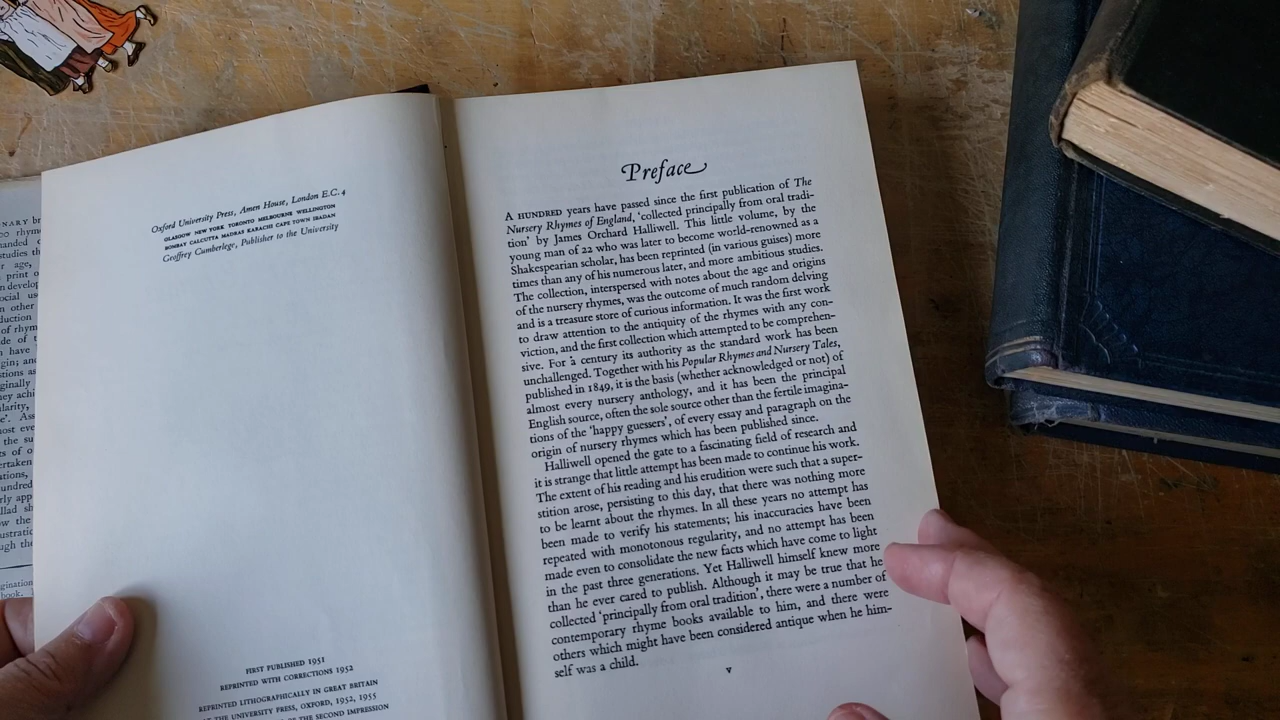 Oxford University Press, Amen House, London E.C. 4
GLASGOW NEW YORK TORONTO MELBOURNE WELLINGTON
BOMBAY CALCUTTA MADRAS KARACHI CAPE TOWN IBADAN
Geoffrey Cumberlege, Publisher to the University
FIRST PUBLISHED 1951
REPRINTED WITH CORRECTIONS 1952
REPRINTED LITHOGRAPHICALLY IN GREAT BRITAIN
THE UNIVERSITY PRESS, OXFORD, 1952, 1955
OF THE SECOND IMPRESSION
Preface
A HUNDRED years have passed since the first publication of The
Nursery Rhymes of England, ‘collected principally from oral tradi-
tion’ by James Orchard Halliwell. This little volume, by the
young man of 22 who was later to become world-renowned as a
Shakespearian scholar, has been reprinted (in various guises) more
times than any of his numerous later, and more ambitious studies.
The collection, interspersed with notes about the age and origins
of the nursery rhymes, was the outcome of much random delving
and is a treasure store of curious information. It was the first work
to draw attention to the antiquity of the rhymes with any con-
viction, and the first collection which attempted to be comprehen-
sive. For a century its authority as the standard work has been
unchallenged. Together with his Popular Rhymes and Nursery Tales,
published in 1849, it is the basis (whether acknowledged or not) of
almost every nursery anthology, and it has been the principal
English source, often the sole source other than the fertile imagina-
tions of the ‘happy guessers’, of every essay and paragraph on the
origin of nursery rhymes which has been published since.
Halliwell opened the gate to a fascinating field of research and
it is strange that little attempt has been made to continue his work.
The extent of his reading and his erudition were such that a super-
stition arose, persisting to this day, that there was nothing more
to be learnt about the rhymes. In all these years no attempt has
been made to verify his statements; his inaccuracies have been
repeated with monotonous regularity, and no attempt has been
made even to consolidate the new facts which have come to light
in the past three generations. Yet Halliwell himself knew more
than he ever cared to publish. Although it may be true that he
collected ‘principally from oral tradition’, there were a number of
contemporary rhyme books available to him, and there were
others which might have been considered antique when he him-
self was a child.
v